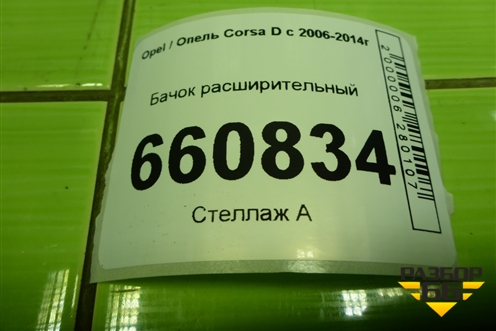 Opel / Опель Corsa D с 2006-2014г
Бачок расширительный
660834
Стеллаж А
2000006280107
РАЗБОР